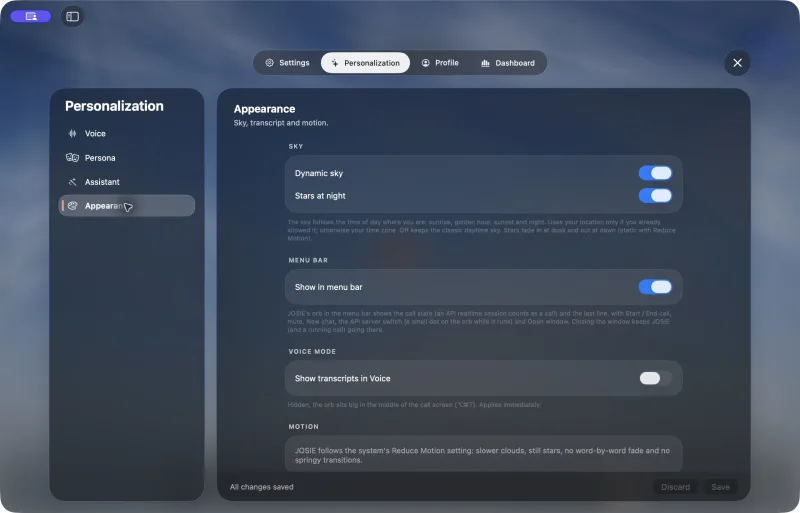 Settings
Personalization
Profile
Dashboard
Personalization
Voice
Persona
Assistant
Appearance
Appearance
Sky, transcript and motion.
SKY
Dynamic sky
Stars at night
The sky follows the time of day where you are: sunrise, golden hour, sunset and night. Uses your location only if you already
allowed it; otherwise your time zone. Off keeps the classic daytime sky. Stars fade in at dusk and out at dawn (static with Reduce
Motion).
MENU BAR
Show in menu bar
JOSIE's orb in the menu bar shows the call state (an API realtime session counts as a call) and the last line, with Start / End call,
mute, New chat, the API server switch (a small dot on the orb while it runs) and Open window. Closing the window keeps JOSIE
(and a running call) going there.
VOICE MODE
Show transcripts in Voice
Hidden, the orb sits big in the middle of the call screen (⌥⌘T). Applies immediately.
MOTION
JOSIE follows the system's Reduce Motion setting: slower clouds, still stars, no word-by-word fade and no
springy transitions.
All changes saved
Discard
Save